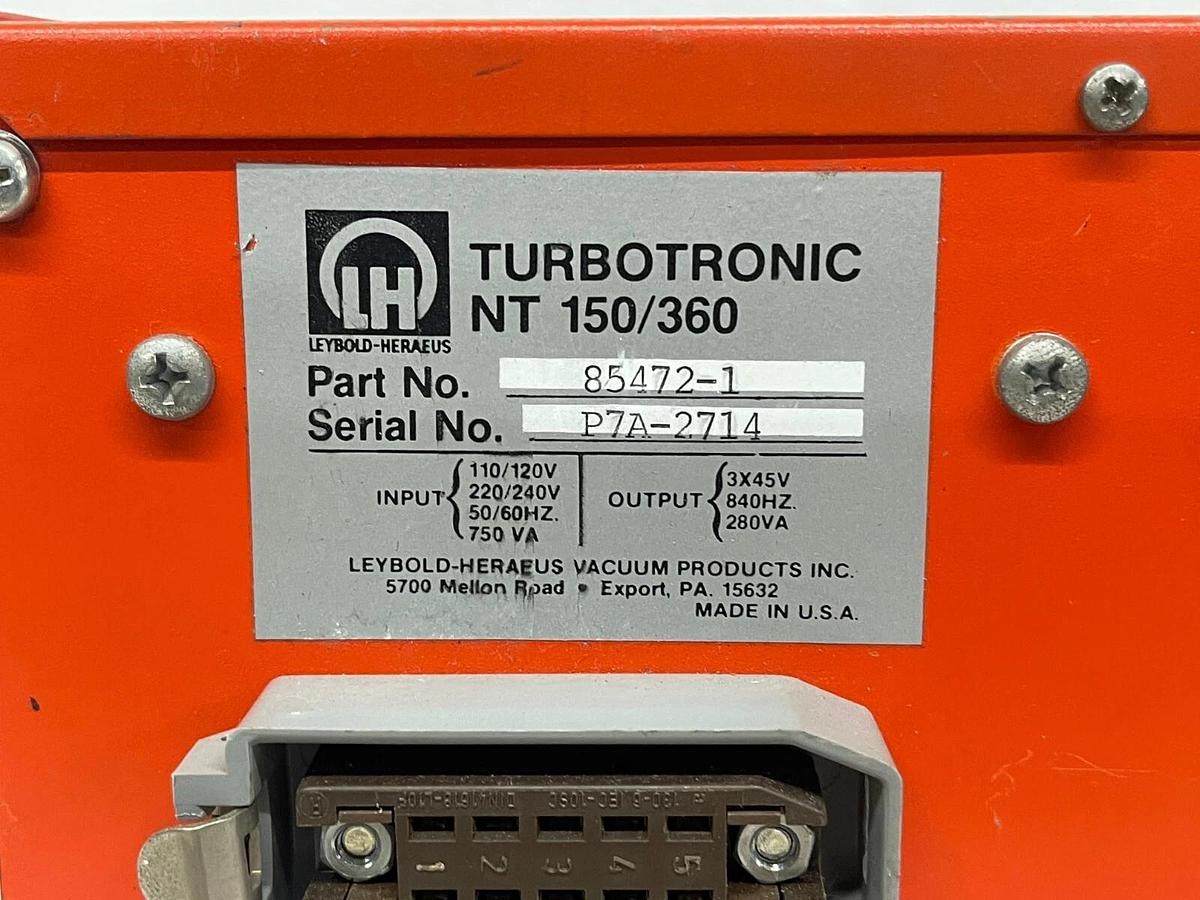 LH
LEYBOLD-HERAEUS
TURBOTRONIC
NT 150/360
Part No. 85472-1
Serial No. P7A-2714
INPUT { 110/120V
220/240V
50/60HZ.
750 VA
OUTPUT { 3X45V
840HZ.
280VA
LEYBOLD-HERAEUS VACUUM PRODUCTS INC.
5700 Mellon Road • Export, PA. 15632
MADE IN U.S.A.
1 2 3 4 5